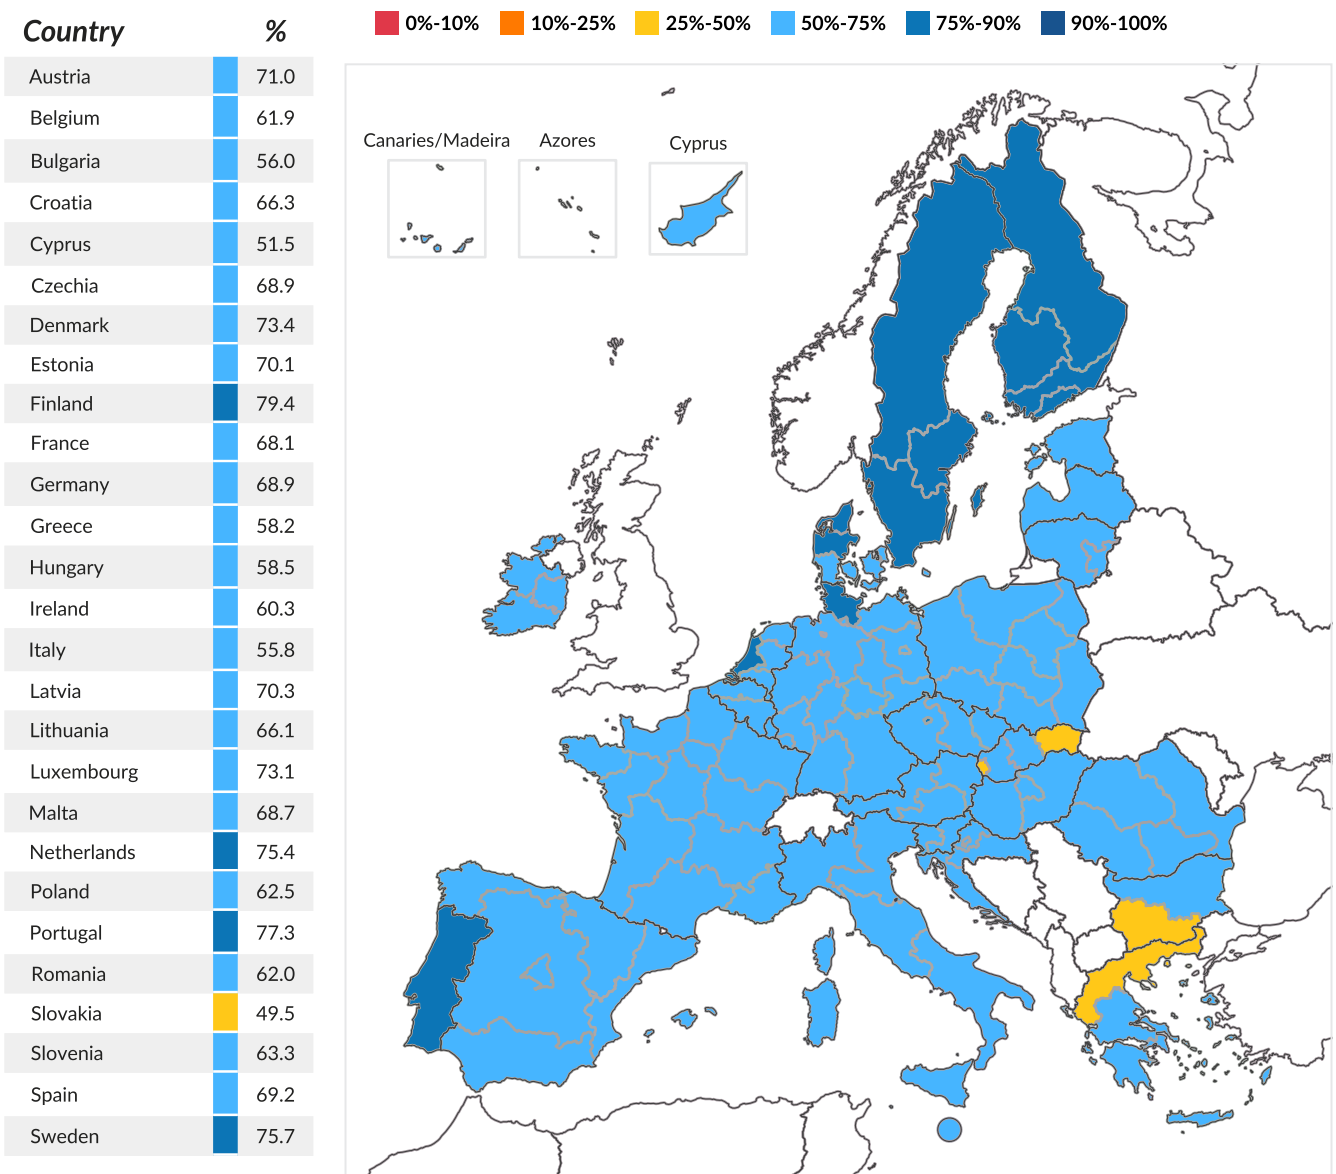 Country %
0%-10% 10%-25% 25%-50% 50%-75% 75%-90% 90%-100%
Austria 71.0
Belgium 61.9
Bulgaria 56.0
Croatia 66.3
Cyprus 51.5
Czechia 68.9
Denmark 73.4
Estonia 70.1
Finland 79.4
France 68.1
Germany 68.9
Greece 58.2
Hungary 58.5
Ireland 60.3
Italy 55.8
Latvia 70.3
Lithuania 66.1
Luxembourg 73.1
Malta 68.7
Netherlands 75.4
Poland 62.5
Portugal 77.3
Romania 62.0
Slovakia 49.5
Slovenia 63.3
Spain 69.2
Sweden 75.7
Canaries/Madeira Azores Cyprus